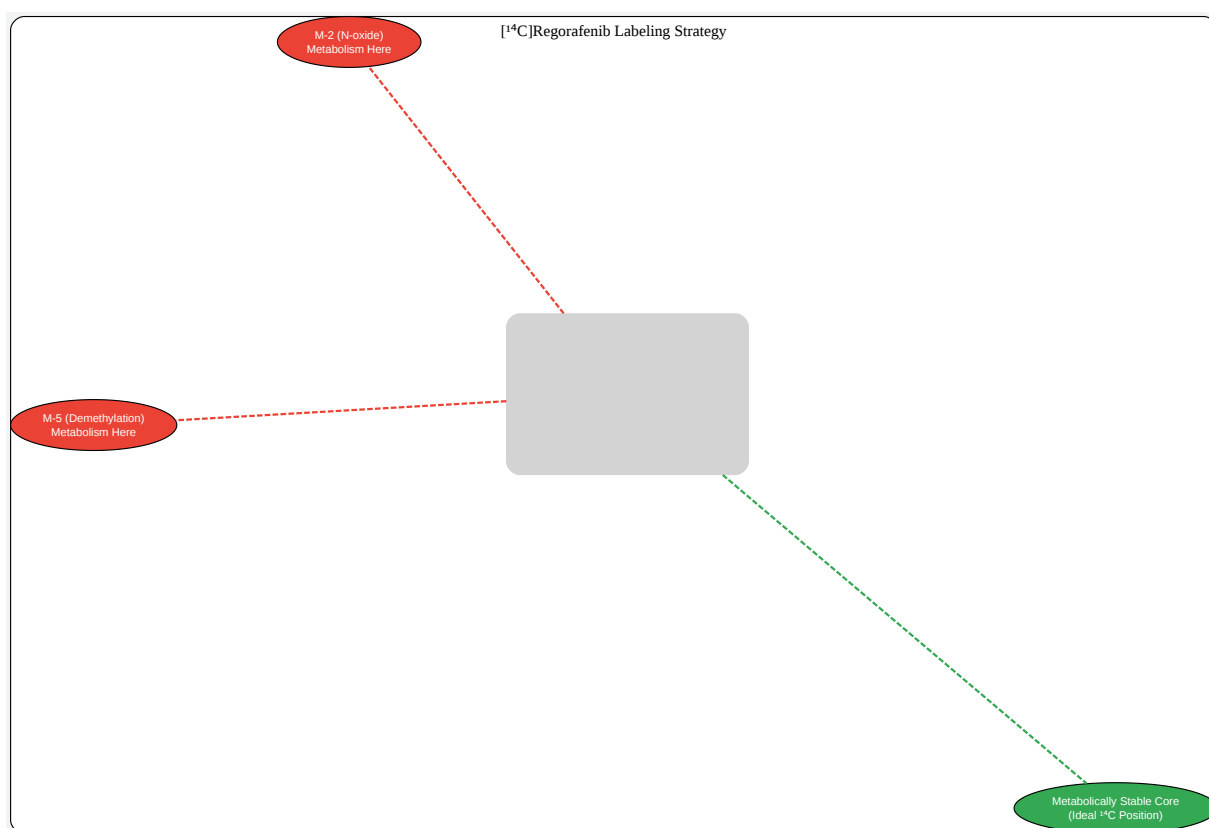 [¹⁴C]Regorafenib Labeling Strategy
M-2 (N-oxide)
Metabolism Here
M-5 (Demethylation)
Metabolism Here
Metabolically Stable Core
(Ideal ¹⁴C Position)